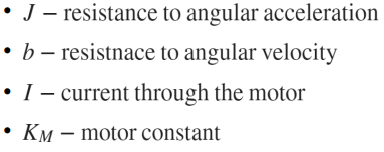 • J – resistance to angular acceleration
• b – resistnace to angular velocity
• I – current through the motor
• K_M – motor constant